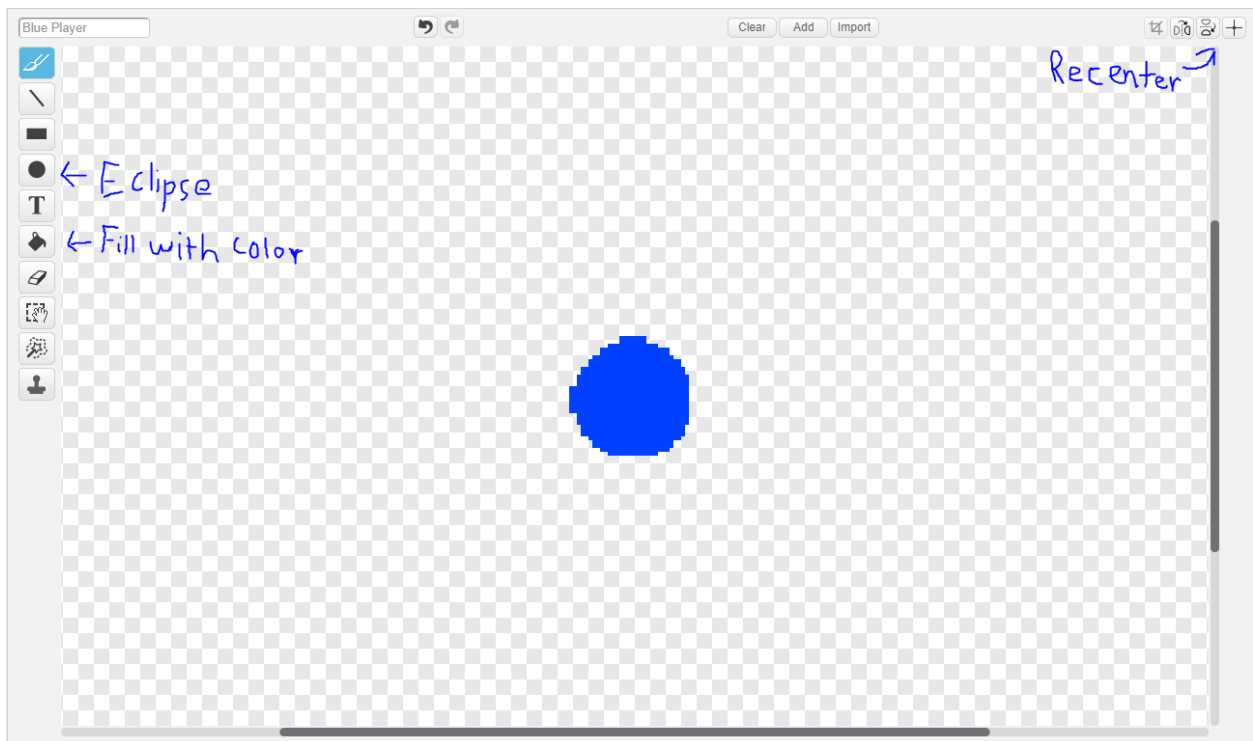 Blue Player
Clear Add Import
Recenter
Eclipse
T
Fill with color